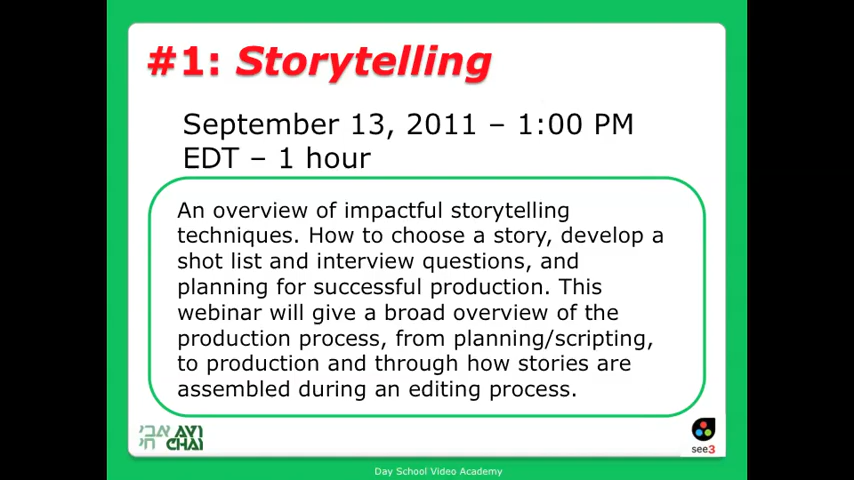 #1: Storytelling
September 13, 2011 – 1:00 PM
EDT – 1 hour
An overview of impactful storytelling
techniques. How to choose a story, develop a
shot list and interview questions, and
planning for successful production. This
webinar will give a broad overview of the
production process, from planning/scripting,
to production and through how stories are
assembled during an editing process.
אבי AVI
חי CHAI
see3
Day School Video Academy